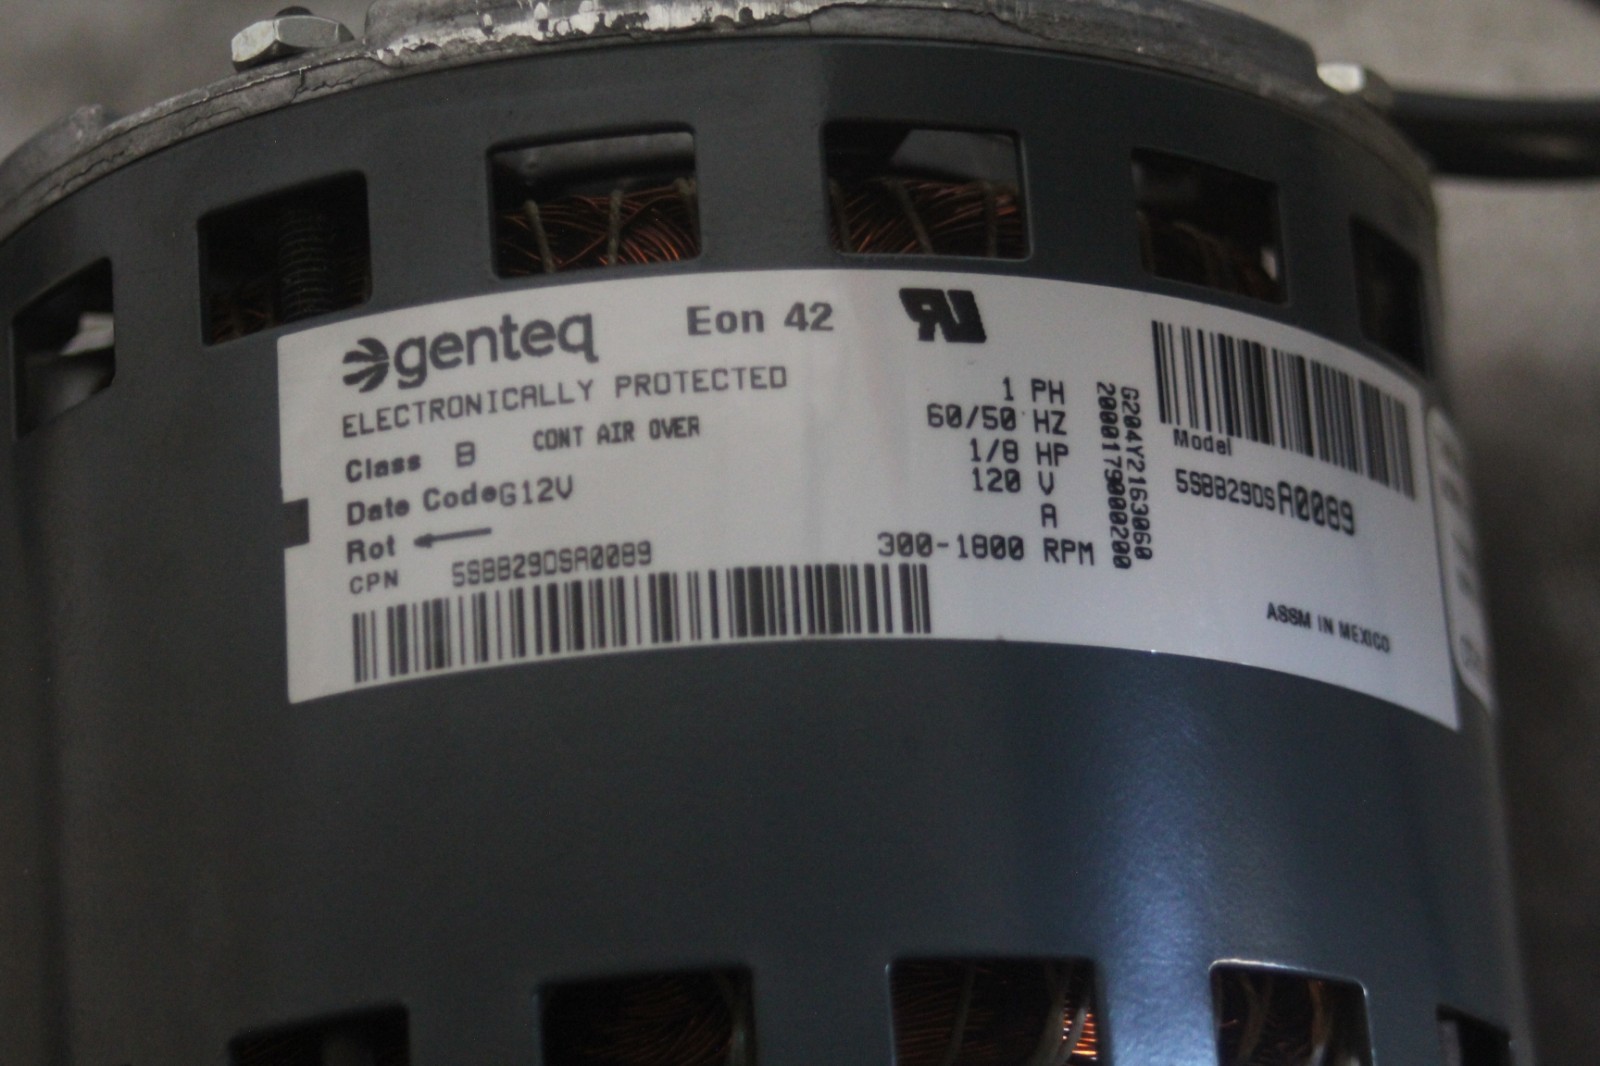 genteq Eon 42
ELECTRONICALLY PROTECTED
Class B CONT AIR OVER
Date Code G12V
Rot
CPN 5SBB29DSA0089
1 PH
60/50 HZ
1/8 HP
120 V
A
300-1800 RPM
G204Y2163060
2000179000200
Model
5SBB29DSA0089
ASSM IN MEXICO